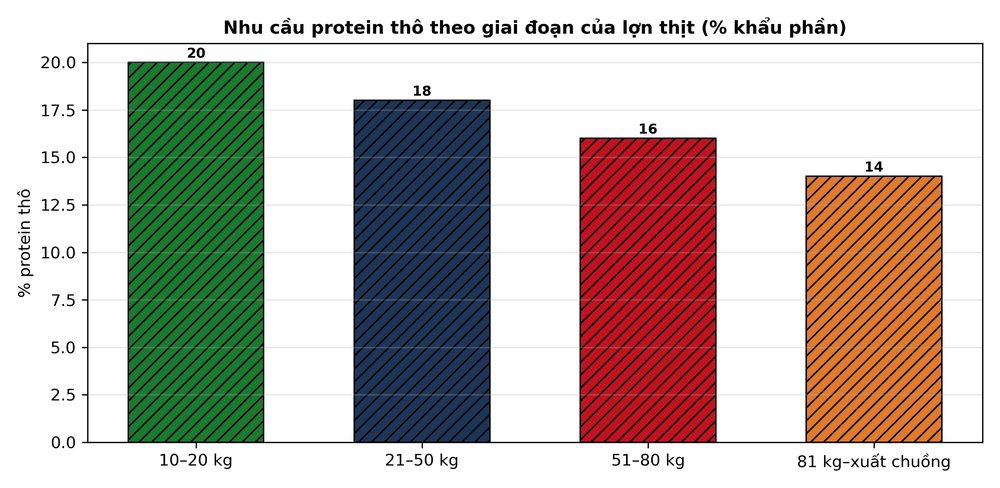 Nhu cầu protein thô theo giai đoạn của lợn thịt (% khẩu phần)
% protein thô
20.0
17.5
15.0
12.5
10.0
7.5
5.0
2.5
0.0
20
18
16
14
10–20 kg
21–50 kg
51–80 kg
81 kg–xuất chuồng